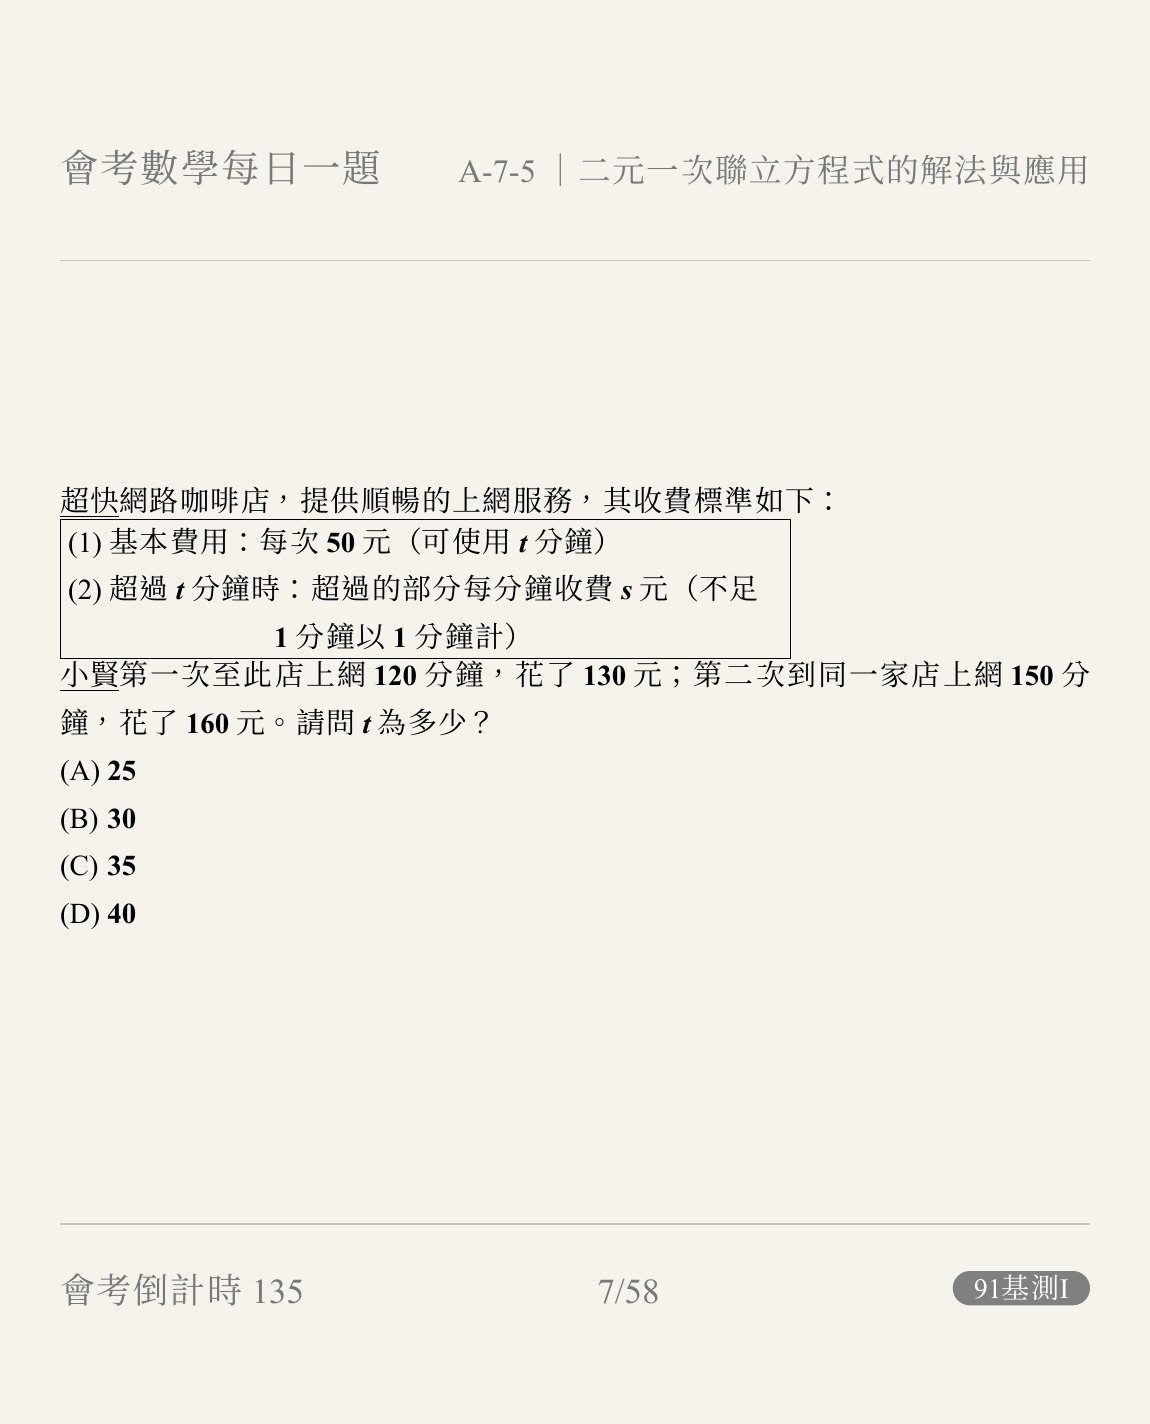 會考數學每日一題
A-7-5｜二元一次聯立方程式的解法與應用
超快網路咖啡店，提供順暢的上網服務，其收費標準如下：
(1) 基本費用：每次 50 元（可使用 t 分鐘）
(2) 超過 t 分鐘時：超過的部分每分鐘收費 s 元（不足
1 分鐘以 1 分鐘計）
小賢第一次至此店上網 120 分鐘，花了 130 元；第二次到同一家店上網 150 分
鐘，花了 160 元。請問 t 為多少？
(A) 25
(B) 30
(C) 35
(D) 40
會考倒計時 135
7/58
91基測I